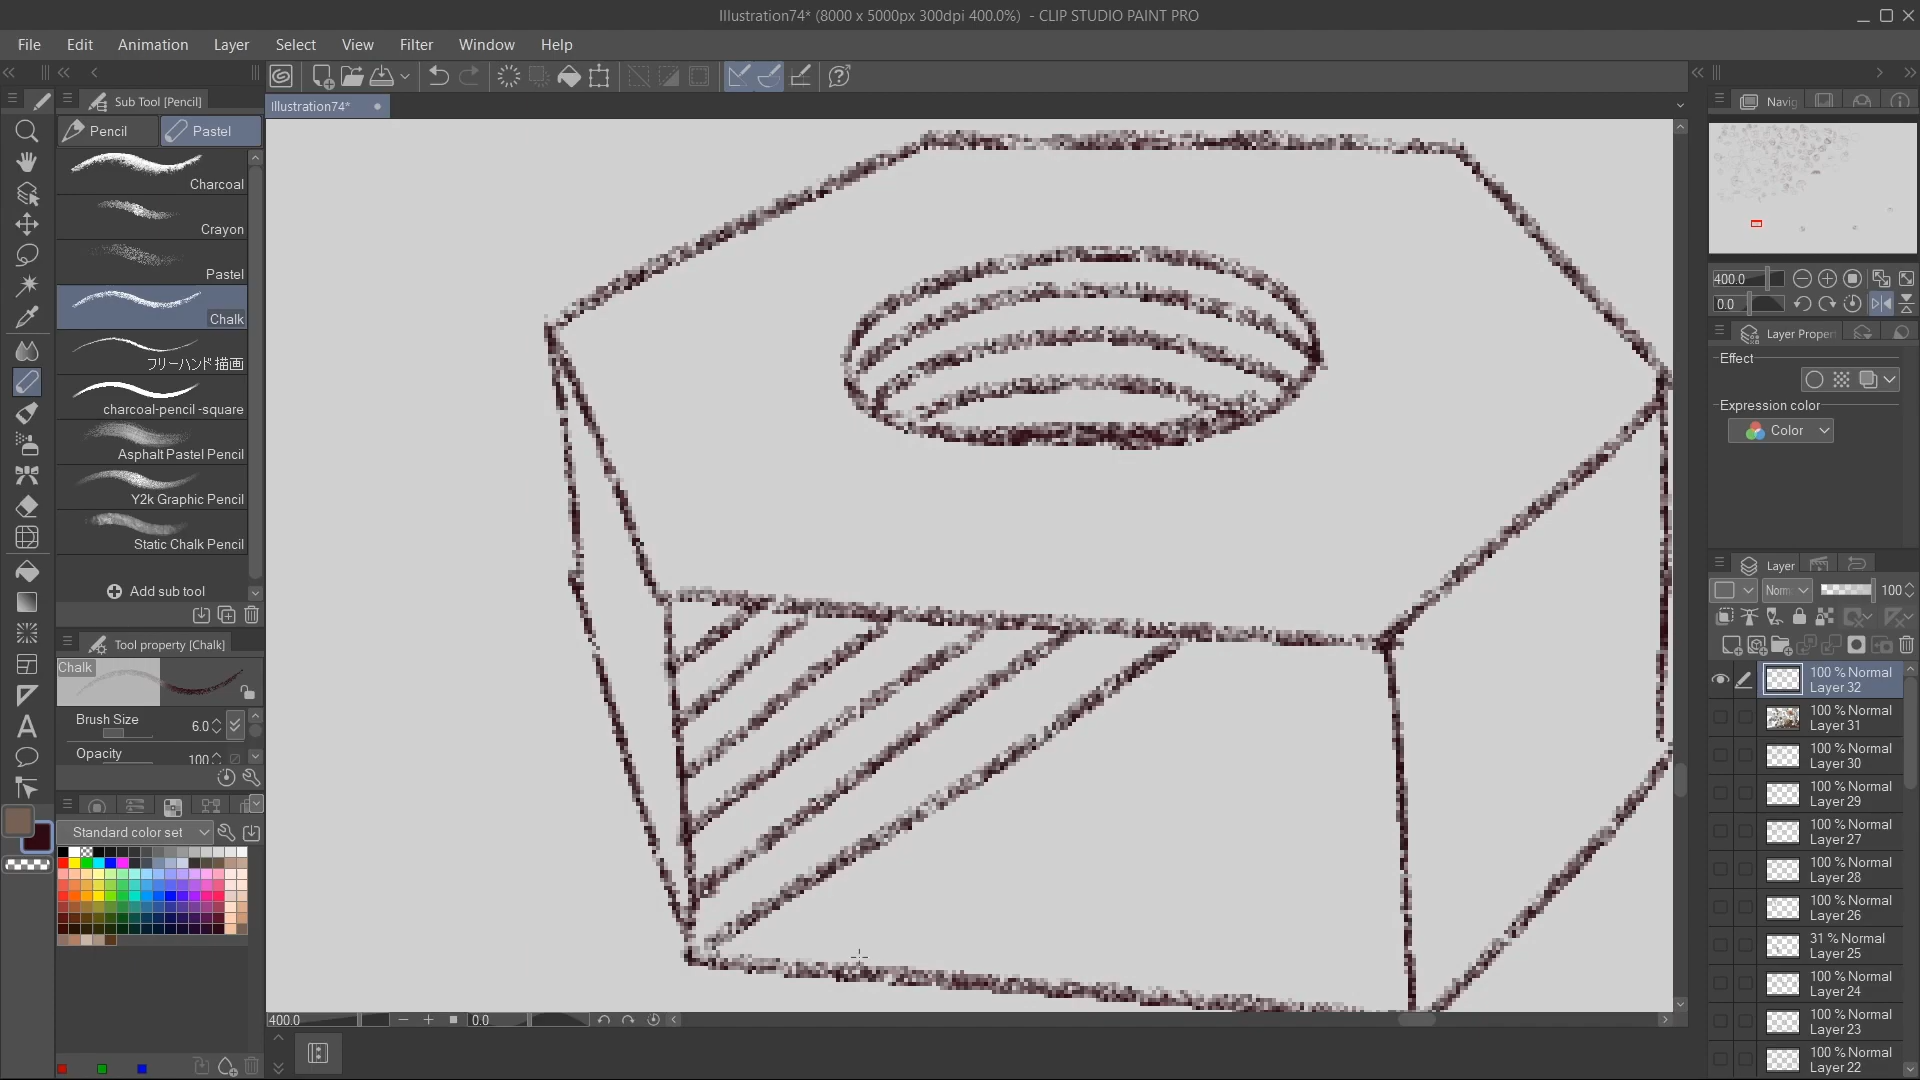 Illustration74* (8000 x 5000px 300dpi 400.0%) - CLIP STUDIO PAINT PRO
File Edit Animation Layer Select View Filter Window Help
Sub Tool [Pencil]
Illustration74*
Navig
Pencil Pastel
Charcoal
Crayon
Pastel
Chalk
フリーハンド描画
charcoal-pencil -square
Asphalt Pastel Pencil
Y2k Graphic Pencil
Static Chalk Pencil
Add sub tool
Tool property [Chalk]
Chalk
Brush Size 6.0
Opacity 100
Standard color set
400.0 0.0
400.0
0.0
Layer Proper
Effect
Expression color
Color
Layer
Norm 100
100 % Normal
Layer 32
100 % Normal
Layer 31
100 % Normal
Layer 30
100 % Normal
Layer 29
100 % Normal
Layer 27
100 % Normal
Layer 28
100 % Normal
Layer 26
31 % Normal
Layer 25
100 % Normal
Layer 24
100 % Normal
Layer 23
100 % Normal
Layer 22